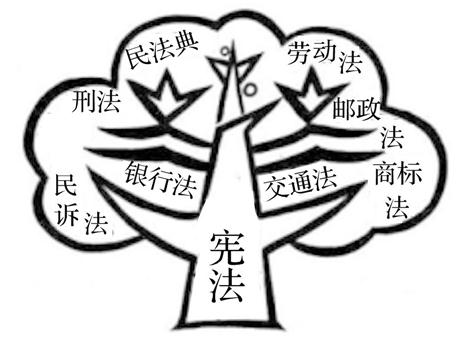 民法典
劳动法
刑法
邮政
法
民
诉法
银行法
交通法
商标
法
宪
法